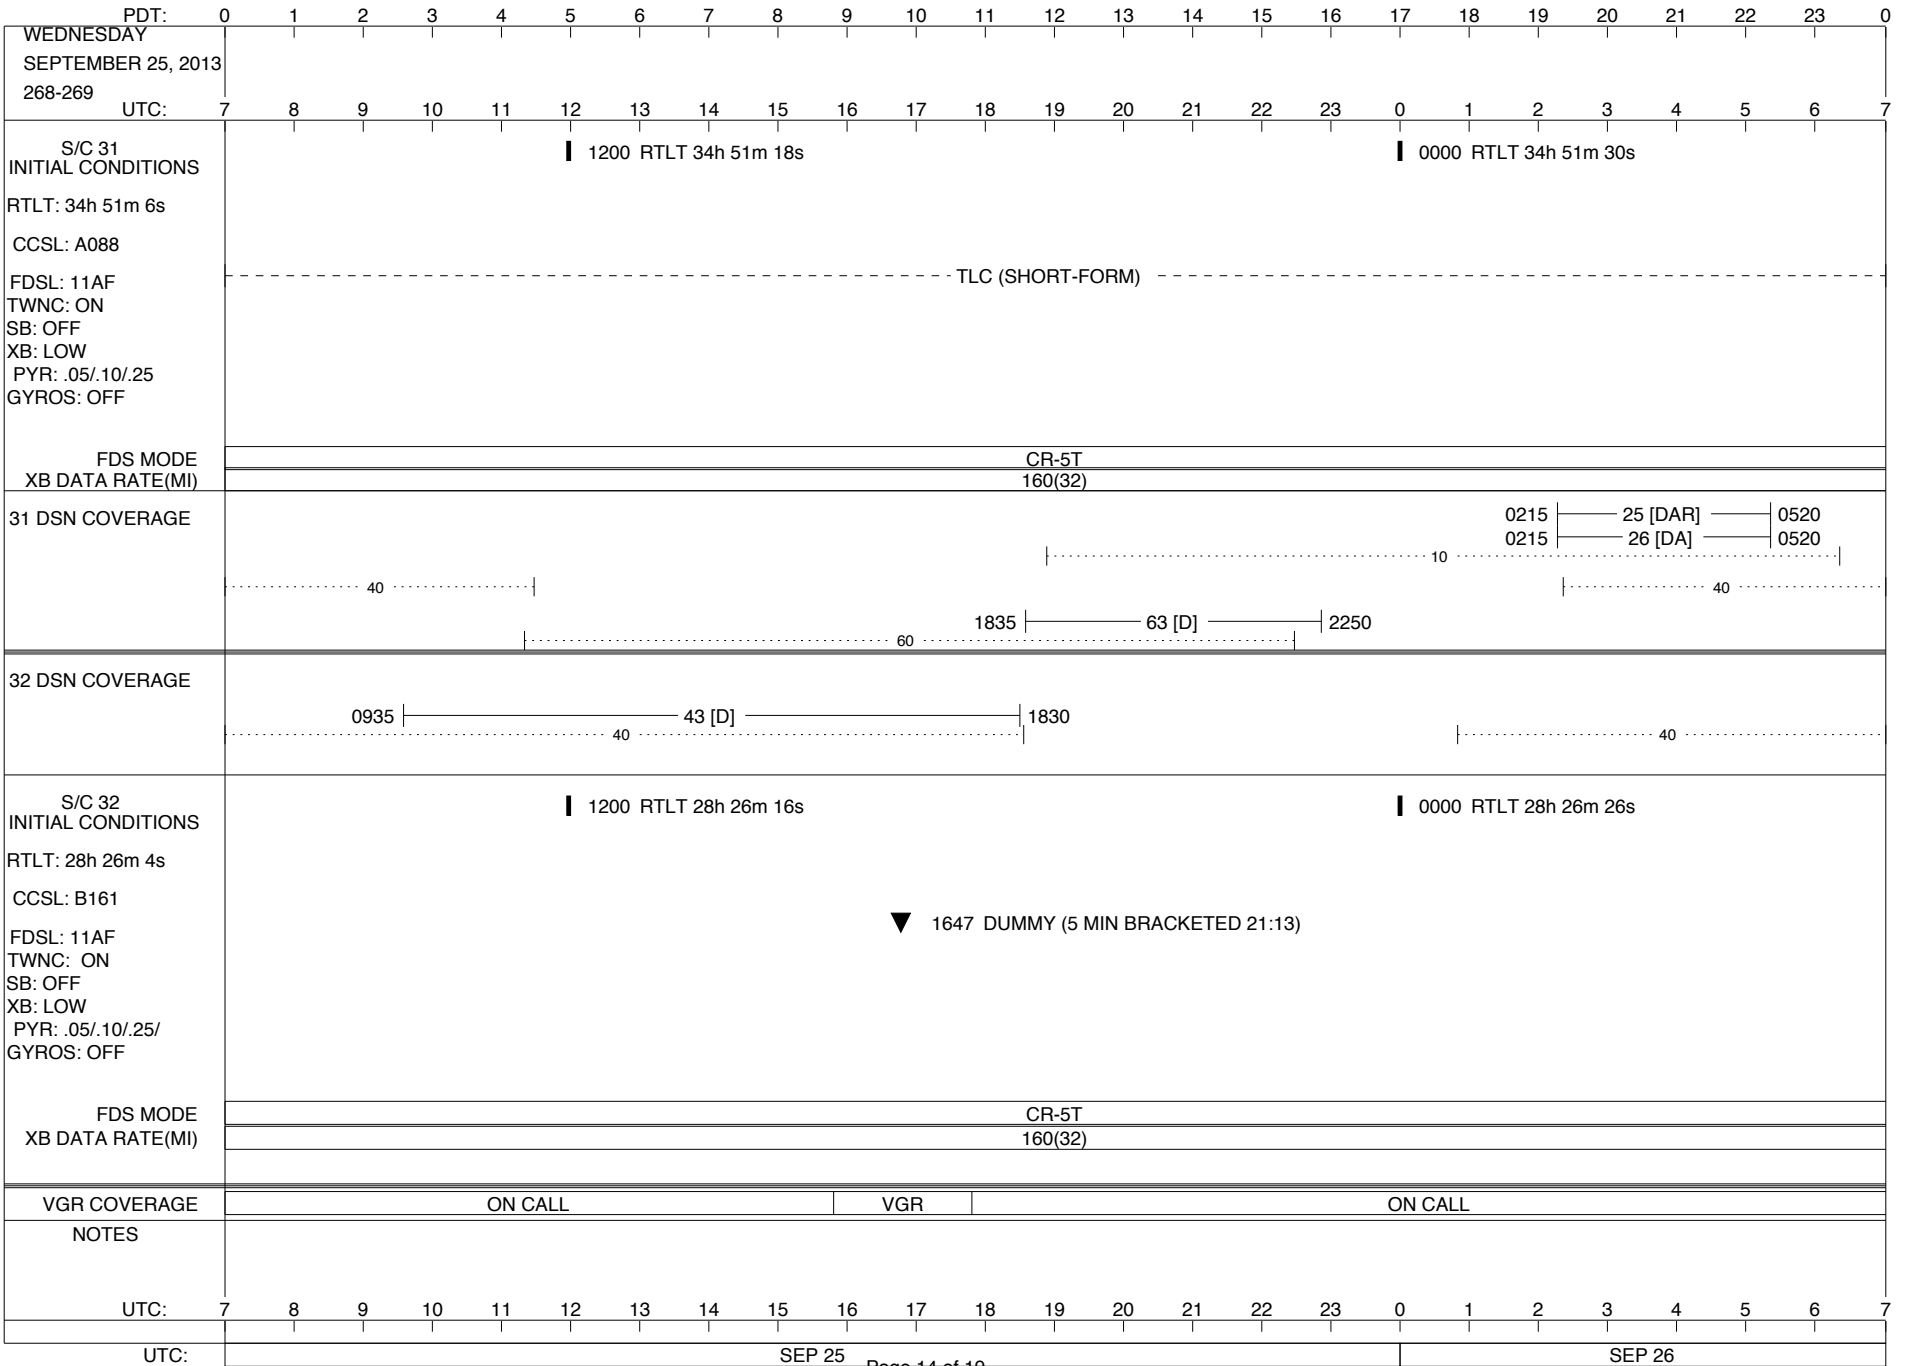 PDT: 0 1 2 3 4 5 6 7 8 9 10 11 12 13 14 15 16 17 18 19 20 21 22 23 0
WEDNESDAY
SEPTEMBER 25, 2013
268-269
UTC: 7 8 9 10 11 12 13 14 15 16 17 18 19 20 21 22 23 0 1 2 3 4 5 6 7
S/C 31
INITIAL CONDITIONS
1200 RTLT 34h 51m 18s
0000 RTLT 34h 51m 30s
RTLT: 34h 51m 6s
CCSL: A088
FDSL: 11AF
TLC (SHORT-FORM)
TWNC: ON
SB: OFF
XB: LOW
PYR: .05/.10/.25
GYROS: OFF
FDS MODE CR-5T
XB DATA RATE(MI) 160(32)
31 DSN COVERAGE
0215 25 [DAR] 0520
0215 26 [DA] 0520
10
40 40
1835 63 [D] 2250
60
32 DSN COVERAGE
0935 43 [D] 1830
40 40
S/C 32
INITIAL CONDITIONS
1200 RTLT 28h 26m 16s
0000 RTLT 28h 26m 26s
RTLT: 28h 26m 4s
CCSL: B161
1647 DUMMY (5 MIN BRACKETED 21:13)
FDSL: 11AF
TWNC: ON
SB: OFF
XB: LOW
PYR: .05/.10/.25/
GYROS: OFF
FDS MODE CR-5T
XB DATA RATE(MI) 160(32)
VGR COVERAGE ON CALL VGR ON CALL
NOTES
UTC: 7 8 9 10 11 12 13 14 15 16 17 18 19 20 21 22 23 0 1 2 3 4 5 6 7
UTC: SEP 25 SEP 26
Page 14 of 19